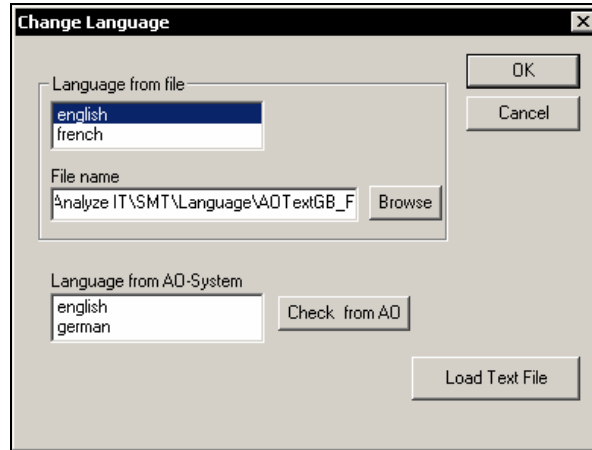 Change Language
Language from file
OK
english
french
Cancel
File name
Analyze IT\SMT\Language\AOTextGB_F
Browse
Language from AO-System
english
german
Check from AO
Load Text File